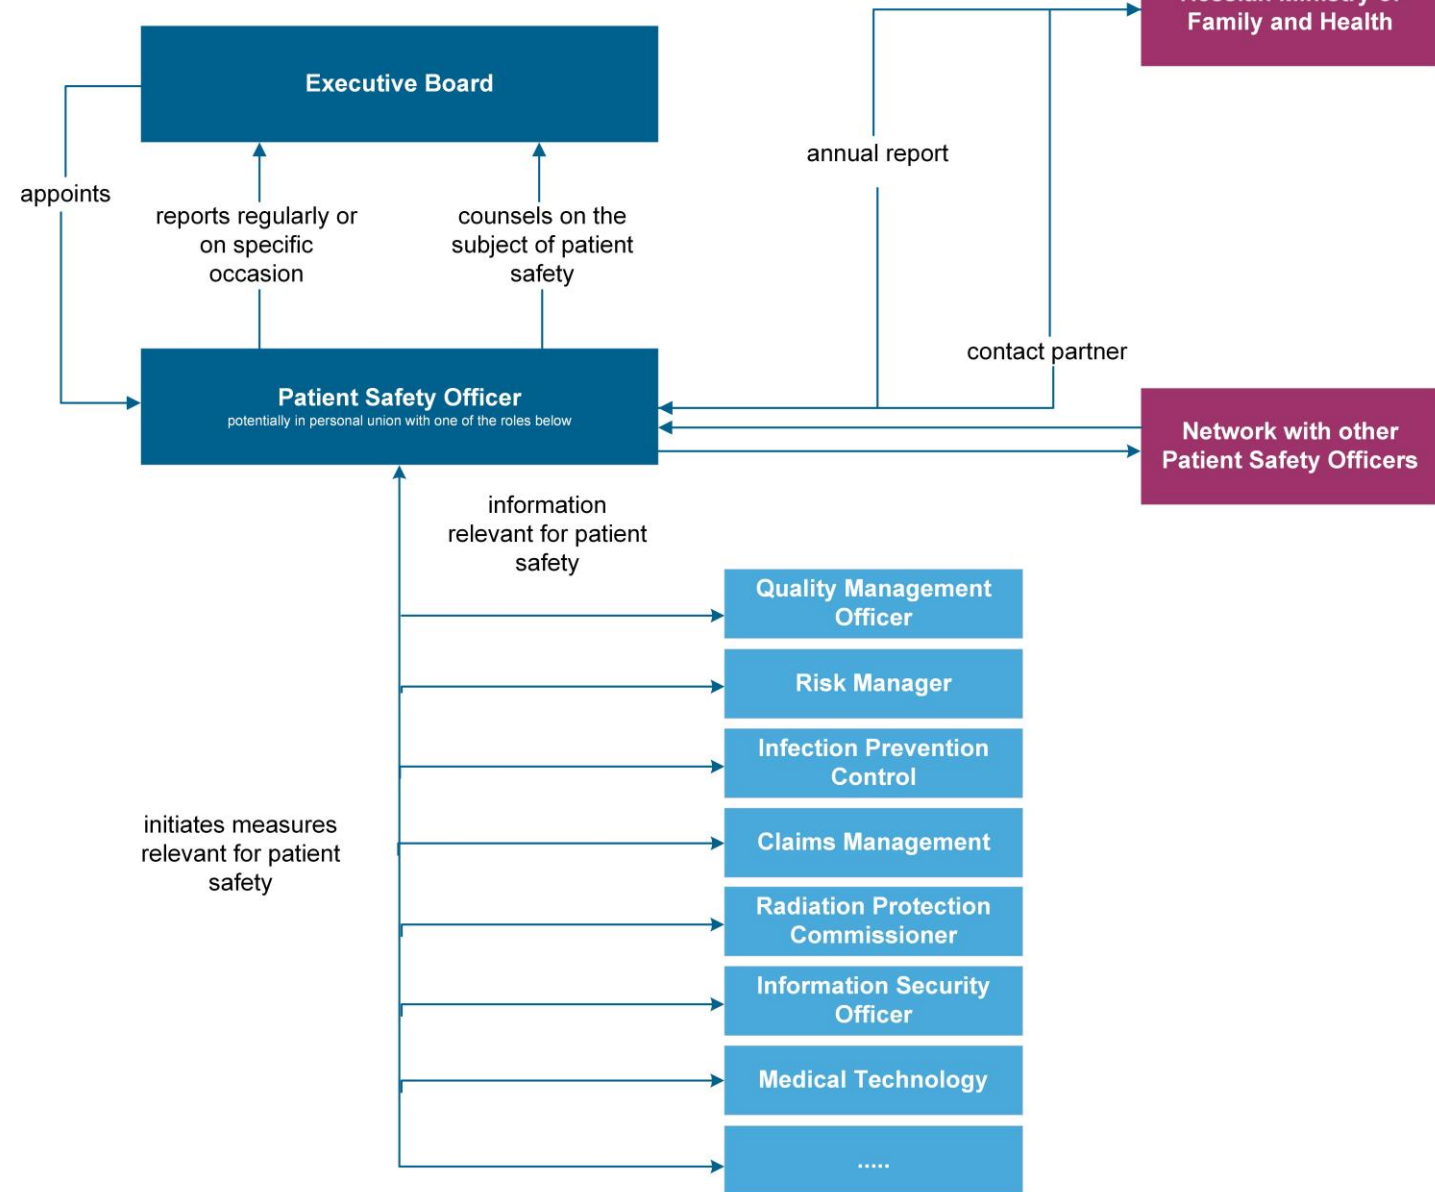 Family and Health
Executive Board
annual report
appoints
reports regularly or
on specific
occasion
counsels on the
subject of patient
safety
contact partner
Patient Safety Officer
potentially in personal union with one of the roles below
Network with other
Patient Safety Officers
information
relevant for patient
safety
Quality Management
Officer
Risk Manager
Infection Prevention
Control
initiates measures
relevant for patient
safety
Claims Management
Radiation Protection
Commissioner
Information Security
Officer
Medical Technology
.....